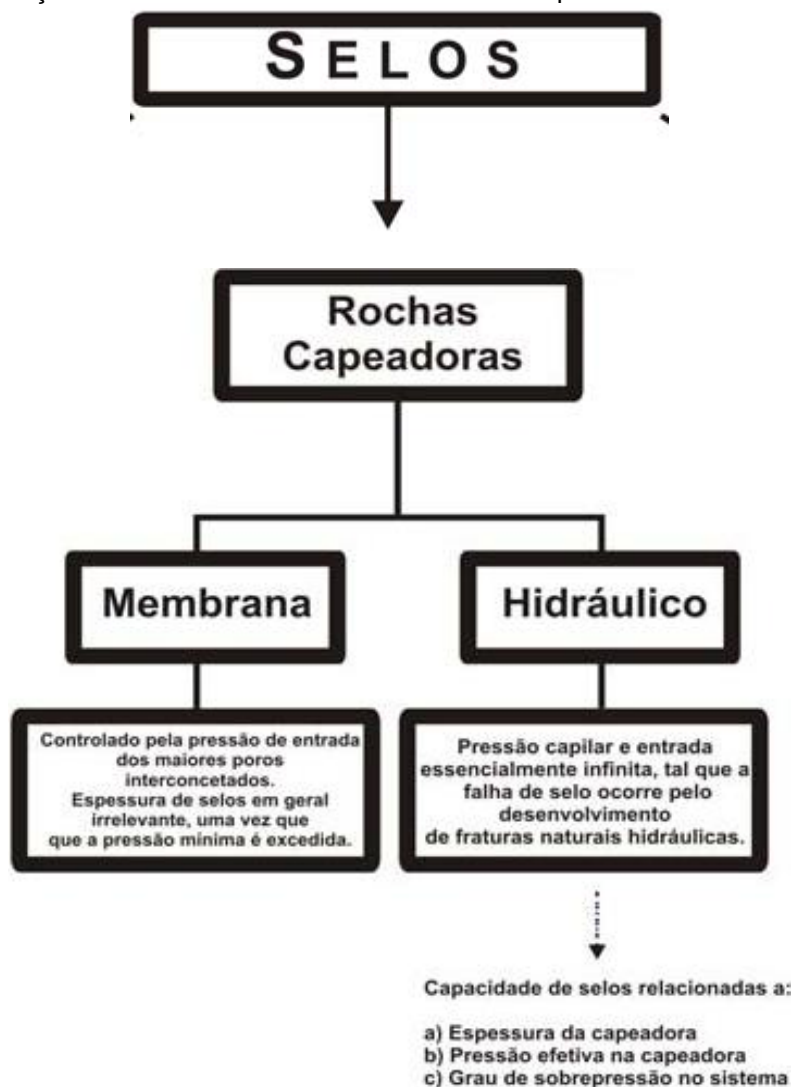 SELOS
Rochas
Capeadoras
Membrana
Hidráulico
Controlado pela pressão de entrada
dos maiores poros
interconcetados.
Espessura de selos em geral
irrelevante, uma vez que
que a pressão mínima é excedida.
Pressão capilar e entrada
essencialmente infinita, tal que a
falha de selo ocorre pelo
desenvolvimento
de fraturas naturais hidráulicas.
Capacidade de selos relacionadas a:
a) Espessura da capeadora
b) Pressão efetiva na capeadora
c) Grau de sobrepressão no sistema